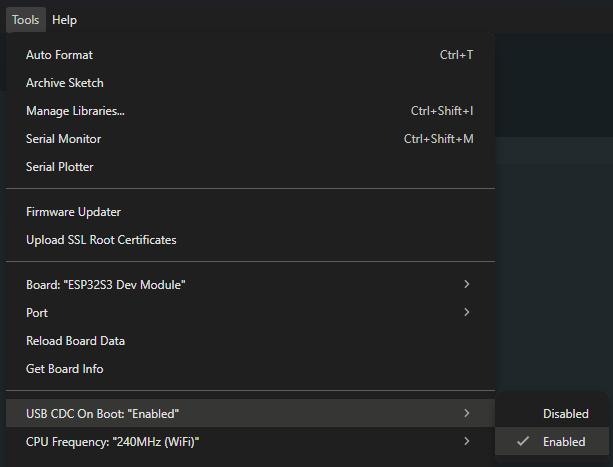 Tools Help
Auto Format Ctrl+T
Archive Sketch
Manage Libraries... Ctrl+Shift+I
Serial Monitor Ctrl+Shift+M
Serial Plotter
Firmware Updater
Upload SSL Root Certificates
Board: "ESP32S3 Dev Module"
Port
Reload Board Data
Get Board Info
USB CDC On Boot: "Enabled" Disabled
CPU Frequency: "240MHz (WiFi)" Enabled